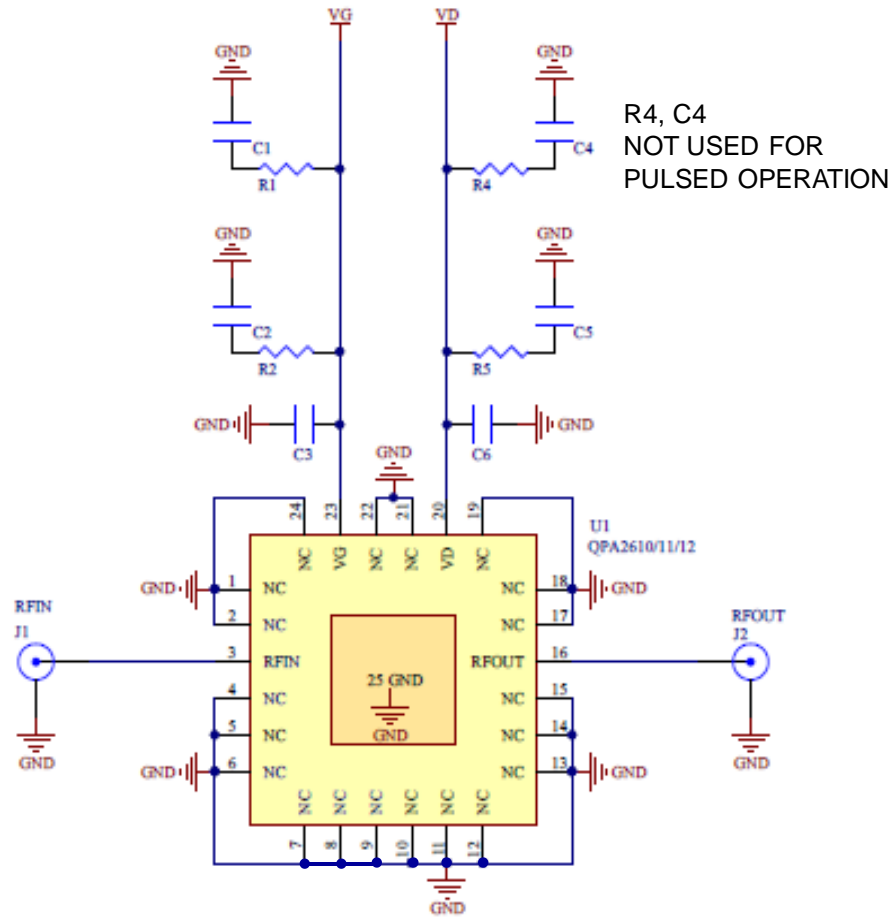 VG
VD
GND
GND
C1
C4
R1
R4
R4, C4
NOT USED FOR
PULSED OPERATION
GND
GND
C2
C5
R2
R5
GND
C3
C6
GND
GND
24
23
22
21
20
19
U1
QPA2610/11/12
NC
VG
NC
NC
VD
NC
GND
1
NC
NC
18
GND
2
NC
NC
17
RFIN
J1
RFOUT
J2
3
RFIN
RFOUT
16
25 GND
GND
4
NC
NC
15
5
NC
NC
14
GND
6
NC
NC
13
GND
GND
GND
NC
NC
NC
NC
NC
NC
7
8
9
10
11
12
GND